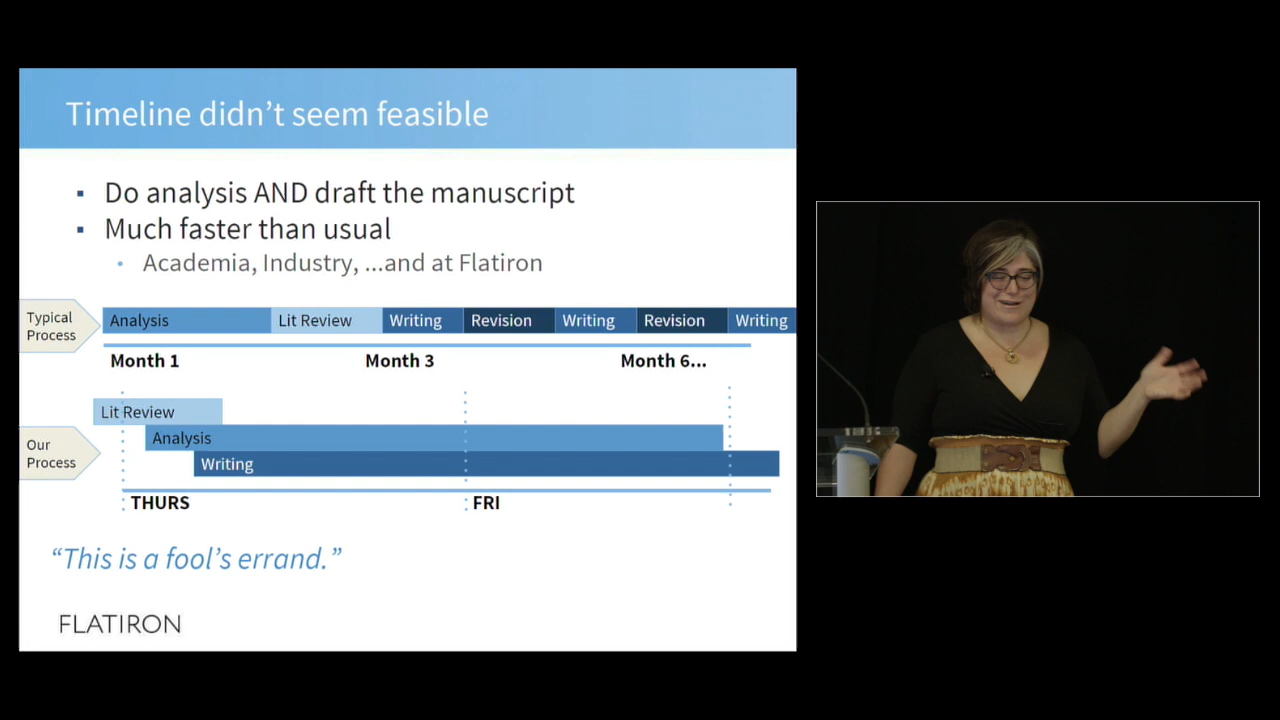 Timeline didn't seem feasible
▪ Do analysis AND draft the manuscript
▪ Much faster than usual
• Academia, Industry, ...and at Flatiron
Typical
Process
Analysis Lit Review Writing Revision Writing Revision Writing
Month 1 Month 3 Month 6...
Lit Review
Our
Process
Analysis
Writing
THURS FRI
“This is a fool’s errand.”
FLATIRON